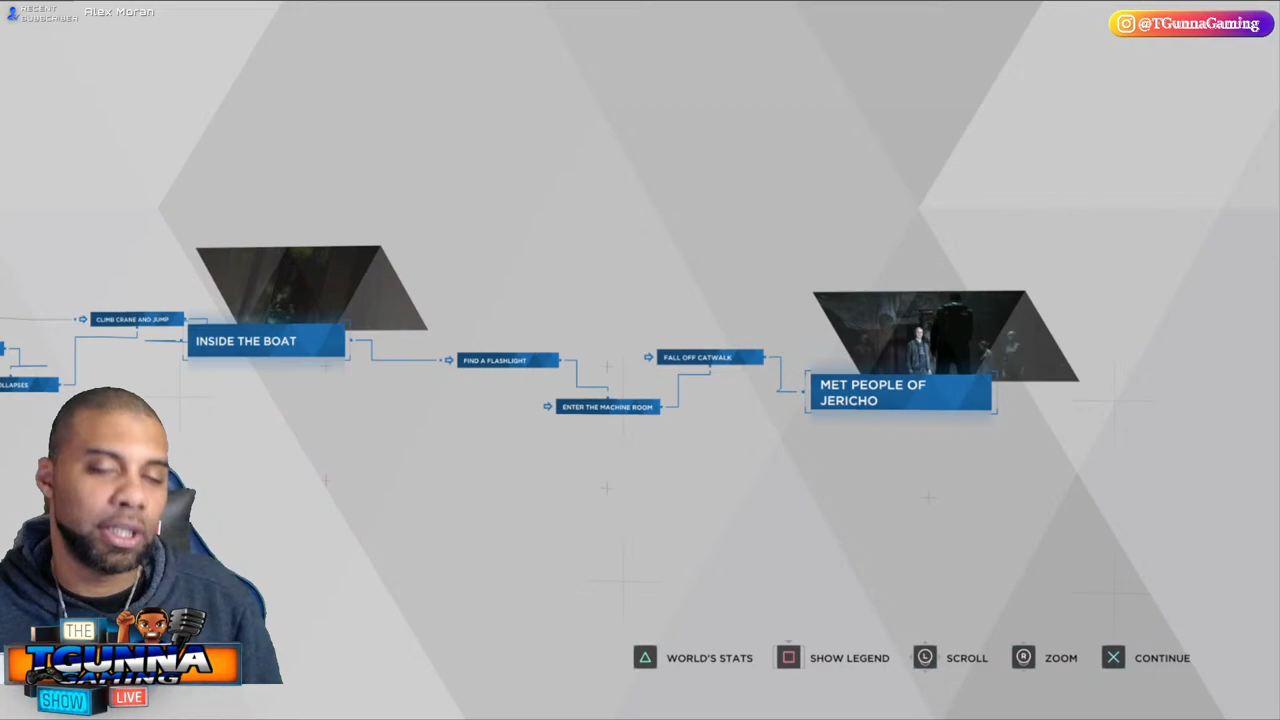 RECENT
SUBSCRIBER
Alex Moran
@TGunnaGaming
CLIMB CRANE AND JUMP
INSIDE THE BOAT
FIND A FLASHLIGHT
FALL OFF CATWALK
OLLAPSES
ENTER THE MACHINE ROOM
MET PEOPLE OF
JERICHO
THE
TGUNNA
GAMING
SHOW
LIVE
WORLD'S STATS
SHOW LEGEND
L
SCROLL
R
ZOOM
CONTINUE